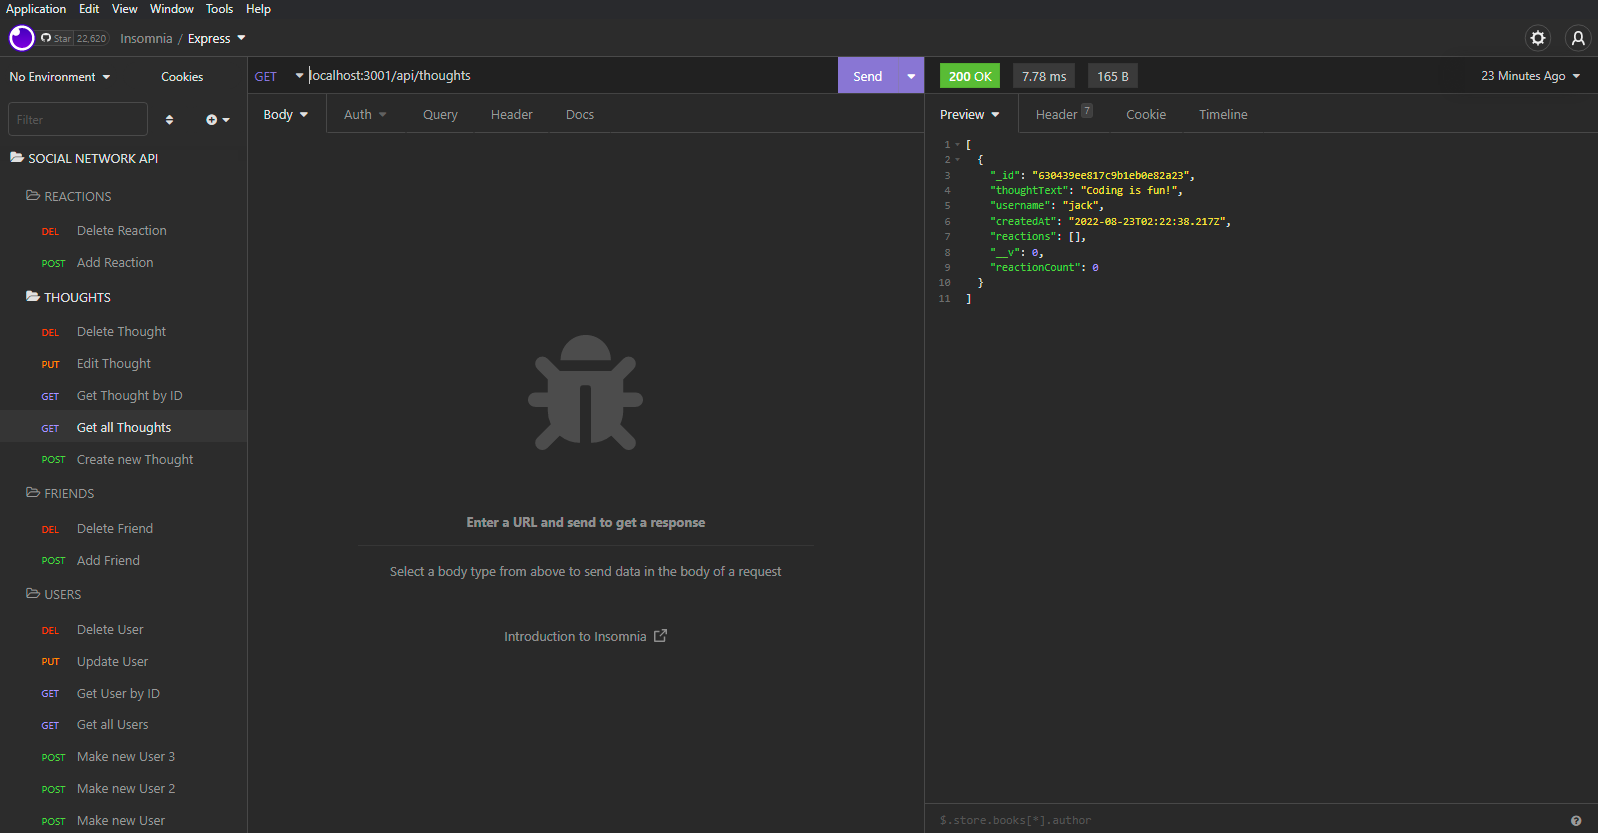 Application Edit View Window Tools Help
Star 22,620 Insomnia / Express
No Environment Cookies
GET localhost:3001/api/thoughts Send
200 OK 7.78 ms 165 B 23 Minutes Ago
Filter
Body Auth Query Header Docs
Preview Header 7 Cookie Timeline
SOCIAL NETWORK API
REACTIONS
DEL Delete Reaction
POST Add Reaction
THOUGHTS
DEL Delete Thought
PUT Edit Thought
GET Get Thought by ID
GET Get all Thoughts
POST Create new Thought
FRIENDS
DEL Delete Friend
POST Add Friend
USERS
DEL Delete User
PUT Update User
GET Get User by ID
GET Get all Users
POST Make new User 3
POST Make new User 2
POST Make new User
Enter a URL and send to get a response
Select a body type from above to send data in the body of a request
Introduction to Insomnia
1 [
2 {
3 "_id": "630439ee817c9b1eb0e82a23",
4 "thoughtText": "Coding is fun!",
5 "username": "jack",
6 "createdAt": "2022-08-23T02:22:38.217Z",
7 "reactions": [],
8 "__v": 0,
9 "reactionCount": 0
10 }
11 ]
$.store.books[*].author